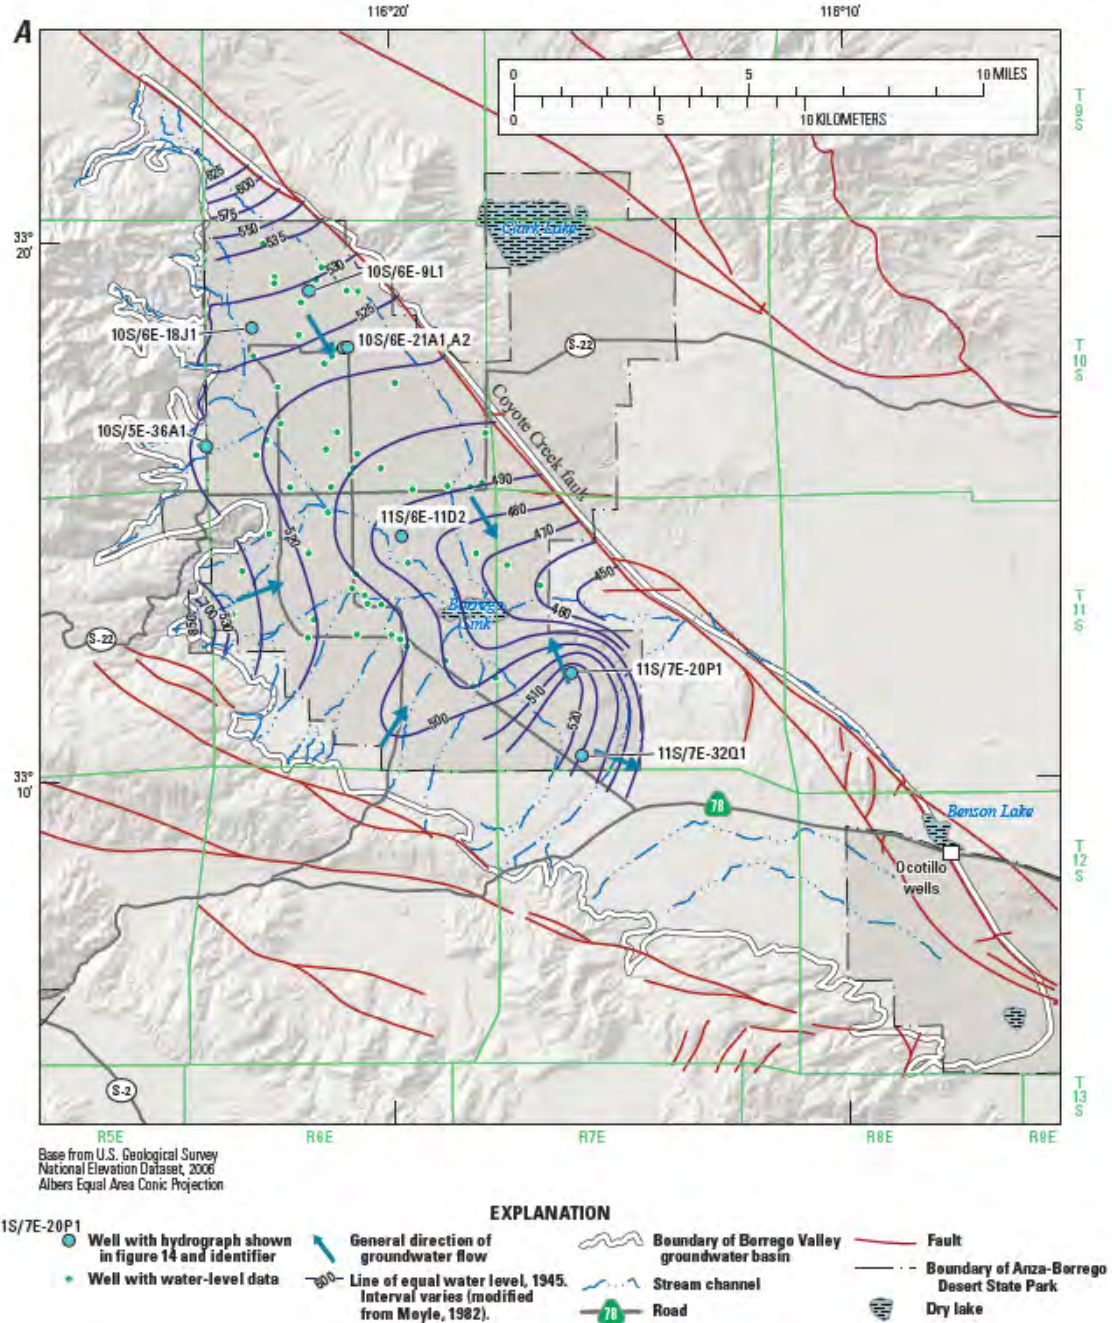 A
116°20'
116°10'
0 5 10 MILES
0 5 10 KILOMETERS
T
9
S
625
600
575
550
535
Clark Lake
33°
20'
530
10S/6E-9L1
525
10S/6E-18J1
10S/6E-21A1,A2
S-22
T
10
S
Coyote Creek fault
10S/5E-36A1
490
480
11S/6E-11D2
470
520
450
T
11
S
700
530
850
Borrego
Sink
460
S-22
11S/7E-20P1
510
520
500
11S/7E-32Q1
33°
10'
78
Benson Lake
T
12
S
Ocotillo
wells
S-2
T
13
S
R5E R6E R7E R8E R9E
Base from U.S. Geological Survey
National Elevation Dataset, 2006
Albers Equal Area Conic Projection
EXPLANATION
1S/7E-20P1
Well with hydrograph shown
in figure 14 and identifier
Well with water-level data
General direction of
groundwater flow
600
Line of equal water level, 1945.
Interval varies (modified
from Moyle, 1982).
Boundary of Borrego Valley
groundwater basin
Stream channel
78
Road
Fault
Boundary of Anza-Borrego
Desert State Park
Dry lake